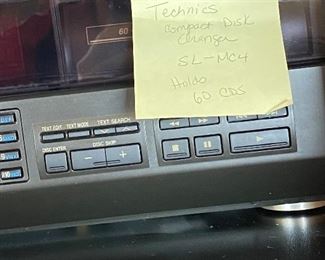 Technics
Compact Disk
Changer
SL-MC4
Holds
60 CDS
60
TEXT EDIT TEXT MODE TEXT SEARCH
DISC ENTER DISC SKIP
- +